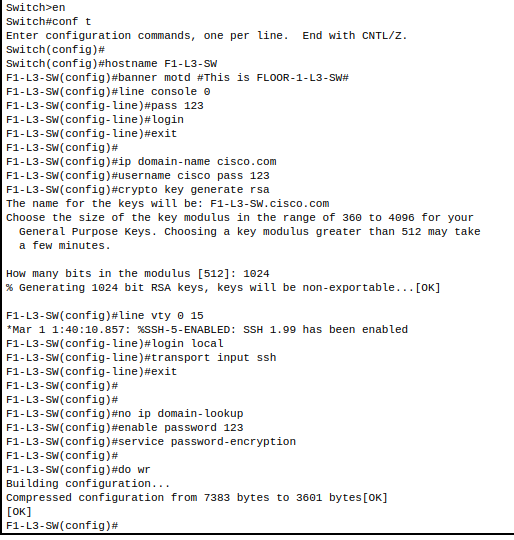 Switch>en
Switch#conf t
Enter configuration commands, one per line.  End with CNTL/Z.
Switch(config)#
Switch(config)#hostname F1-L3-SW
F1-L3-SW(config)#banner motd #This is FLOOR-1-L3-SW#
F1-L3-SW(config)#line console 0
F1-L3-SW(config-line)#pass 123
F1-L3-SW(config-line)#login
F1-L3-SW(config-line)#exit
F1-L3-SW(config)#
F1-L3-SW(config)#ip domain-name cisco.com
F1-L3-SW(config)#username cisco pass 123
F1-L3-SW(config)#crypto key generate rsa
The name for the keys will be: F1-L3-SW.cisco.com
Choose the size of the key modulus in the range of 360 to 4096 for your
  General Purpose Keys. Choosing a key modulus greater than 512 may take
  a few minutes.

How many bits in the modulus [512]: 1024
% Generating 1024 bit RSA keys, keys will be non-exportable...[OK]

F1-L3-SW(config)#line vty 0 15
*Mar 1 1:40:10.857: %SSH-5-ENABLED: SSH 1.99 has been enabled
F1-L3-SW(config-line)#login local
F1-L3-SW(config-line)#transport input ssh
F1-L3-SW(config-line)#exit
F1-L3-SW(config)#
F1-L3-SW(config)#
F1-L3-SW(config)#no ip domain-lookup
F1-L3-SW(config)#enable password 123
F1-L3-SW(config)#service password-encryption
F1-L3-SW(config)#
F1-L3-SW(config)#do wr
Building configuration...
Compressed configuration from 7383 bytes to 3601 bytes[OK]
[OK]
F1-L3-SW(config)#